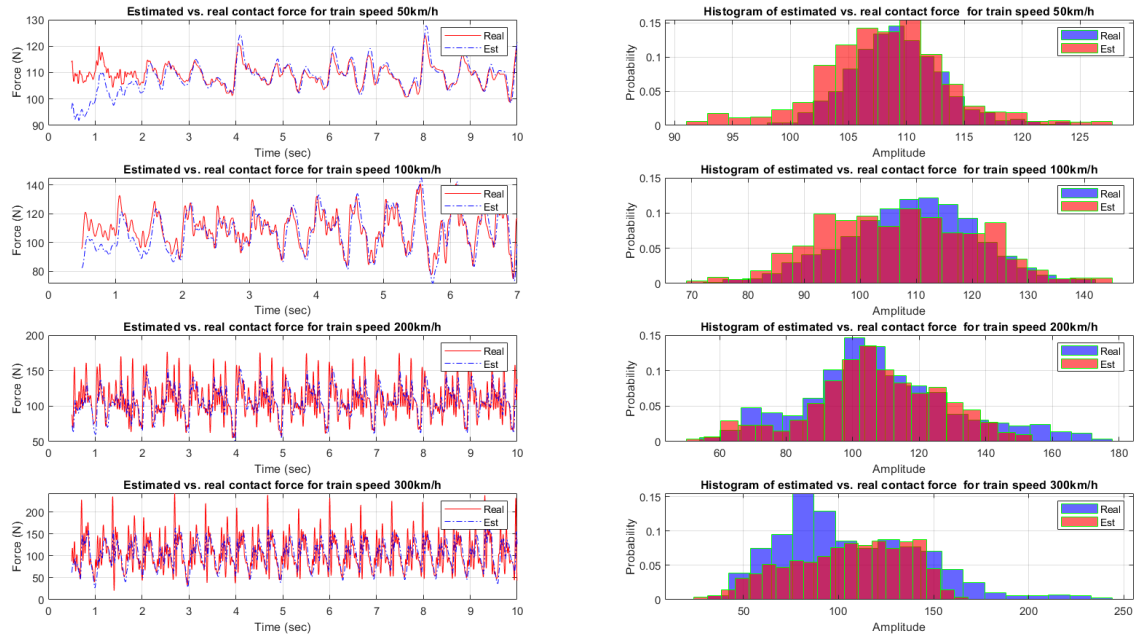 Estimated vs. real contact force for train speed 50km/h
Force (N)
130
120
110
100
90
0 1 2 3 4 5 6 7 8 9 10
Time (sec)
Real
Est
Histogram of estimated vs. real contact force for train speed 50km/h
Probability
0.15
0.1
0.05
0
91 95 100 105 110 115 120 125
Amplitude
Real
Est
Estimated vs. real contact force for train speed 100km/h
Force (N)
140
120
100
80
0 1 2 3 4 5 6 7
Time (sec)
Real
Est
Histogram of estimated vs. real contact force for train speed 100km/h
Probability
0.15
0.1
0.05
0
70 80 90 100 110 120 130 140
Amplitude
Real
Est
Estimated vs. real contact force for train speed 200km/h
Force (N)
200
150
100
50
0 1 2 3 4 5 6 7 8 9 10
Time (sec)
Real
Est
Histogram of estimated vs. real contact force for train speed 200km/h
Probability
0.15
0.1
0.05
0
60 80 100 120 140 160 180
Amplitude
Real
Est
Estimated vs. real contact force for train speed 300km/h
Force (N)
200
150
100
50
0
0 1 2 3 4 5 6 7 8 9 10
Time (sec)
Real
Est
Histogram of estimated vs. real contact force for train speed 300km/h
Probability
0.15
0.1
0.05
0
50 100 150 200 250
Amplitude
Real
Est